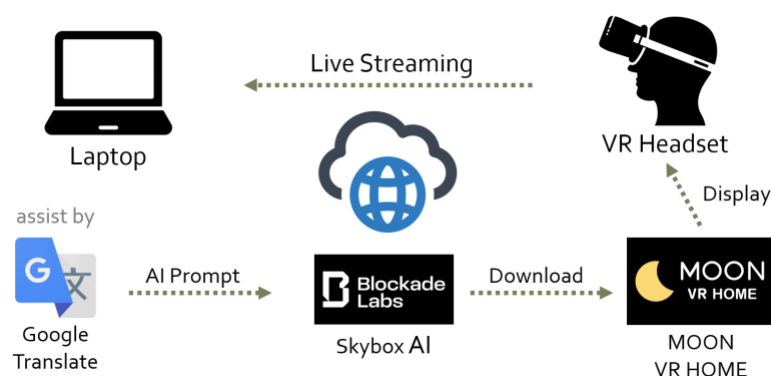 Live Streaming
Laptop
VR Headset
Display
assist by
G 文
Google
Translate
AI Prompt
Blockade
Labs
Skybox AI
Download
MOON
VR HOME
MOON
VR HOME